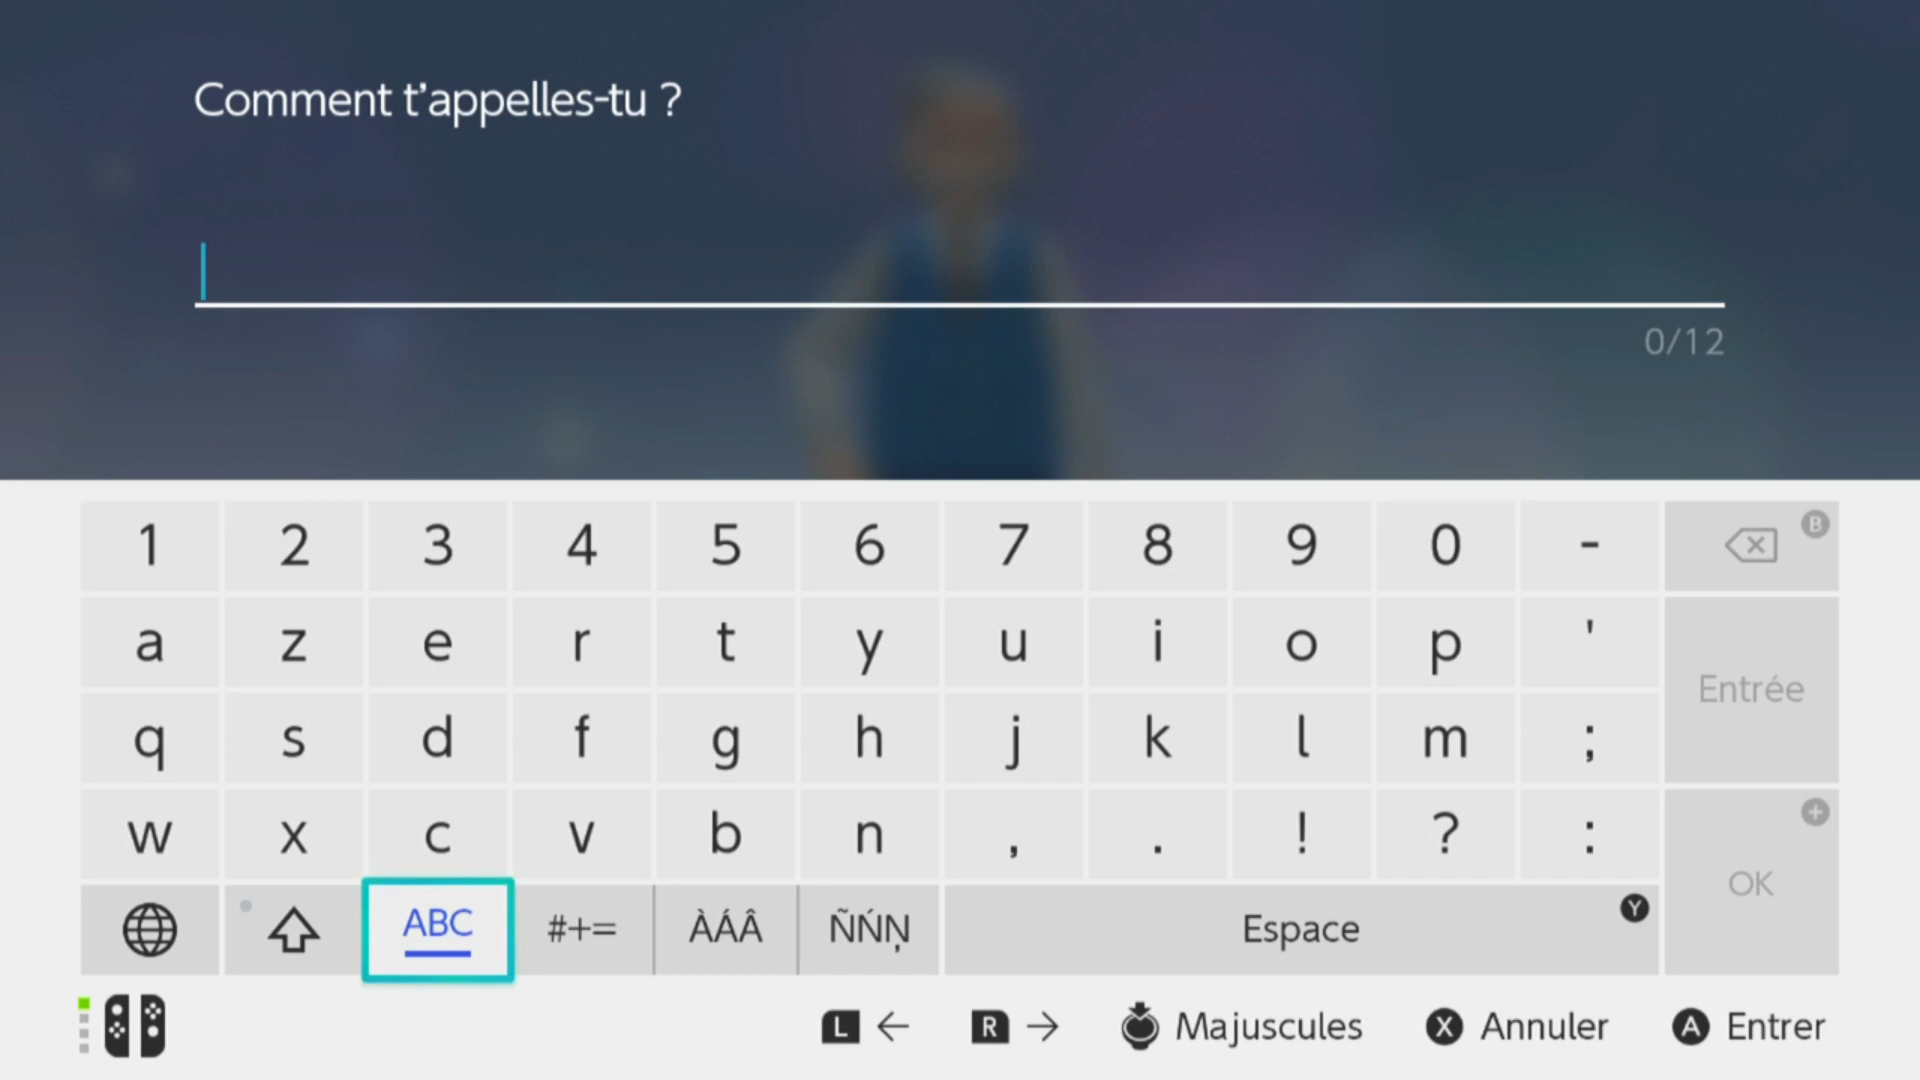 Comment t'appelles-tu ?
0/12
1 2 3 4 5 6 7 8 9 0 - B
a z e r t y u i o p '
Entrée
q s d f g h j k l m ;
w x c v b n , . ! ? : +
OK
ABC #+= ÀÁÂ ÑŃŅ Espace Y
L ← R → Majuscules X Annuler A Entrer